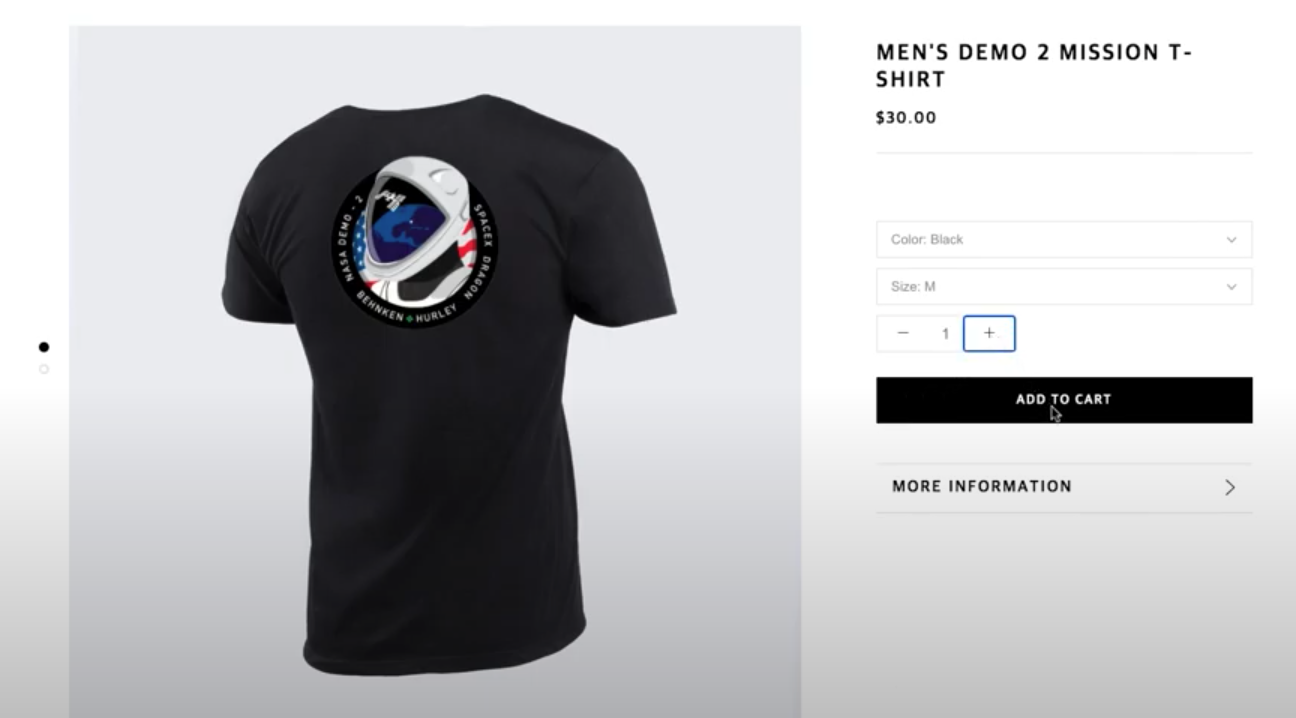 MEN'S DEMO 2 MISSION T-
SHIRT
$30.00
NASA DEMO - 2
SPACEX DRAGON
BEHNKEN HURLEY
Color: Black
Size: M
− 1 +
ADD TO CART
MORE INFORMATION